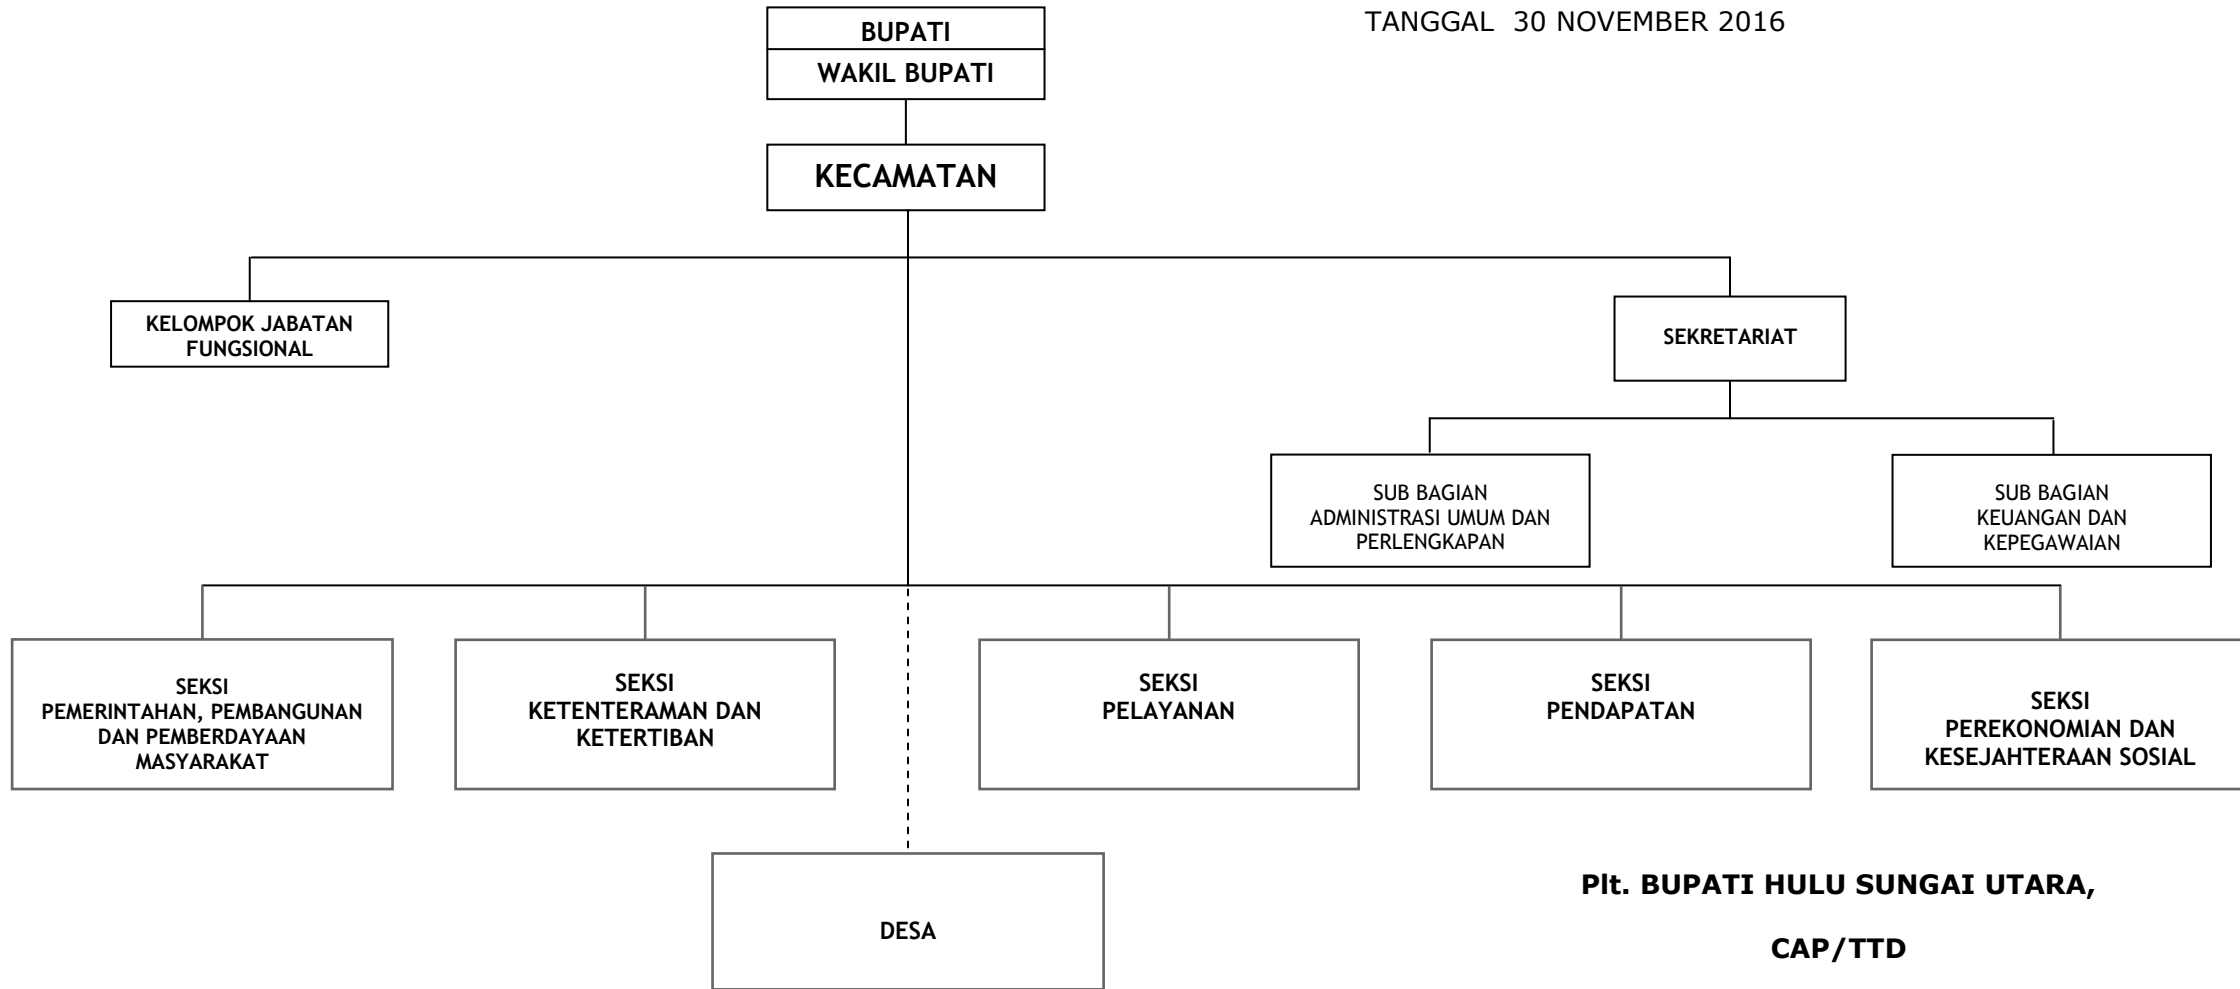 TANGGAL  30 NOVEMBER 2016
BUPATI
WAKIL BUPATI
KECAMATAN
KELOMPOK JABATAN
FUNGSIONAL
SEKRETARIAT
SUB BAGIAN
ADMINISTRASI UMUM DAN
PERLENGKAPAN
SUB BAGIAN
KEUANGAN DAN
KEPEGAWAIAN
SEKSI
PEMERINTAHAN, PEMBANGUNAN
DAN PEMBERDAYAAN
MASYARAKAT
SEKSI
KETENTERAMAN DAN
KETERTIBAN
SEKSI
PELAYANAN
SEKSI
PENDAPATAN
SEKSI
PEREKONOMIAN DAN
KESEJAHTERAAN SOSIAL
DESA
Plt. BUPATI HULU SUNGAI UTARA,
CAP/TTD